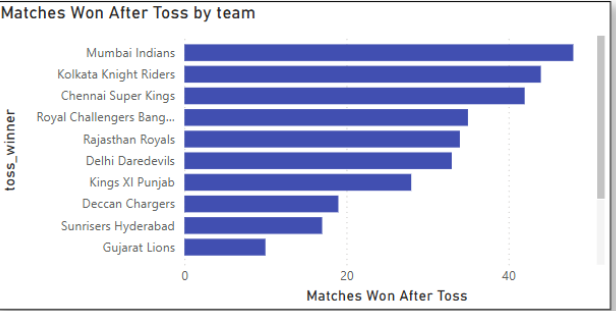 Matches Won After Toss by team
toss_winner
Mumbai Indians
Kolkata Knight Riders
Chennai Super Kings
Royal Challengers Bang...
Rajasthan Royals
Delhi Daredevils
Kings XI Punjab
Deccan Chargers
Sunrisers Hyderabad
Gujarat Lions
0 20 40
Matches Won After Toss